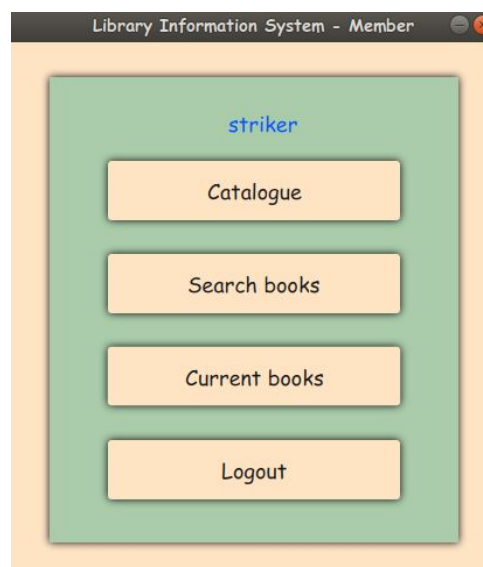 Library Information System - Member
striker
Catalogue
Search books
Current books
Logout